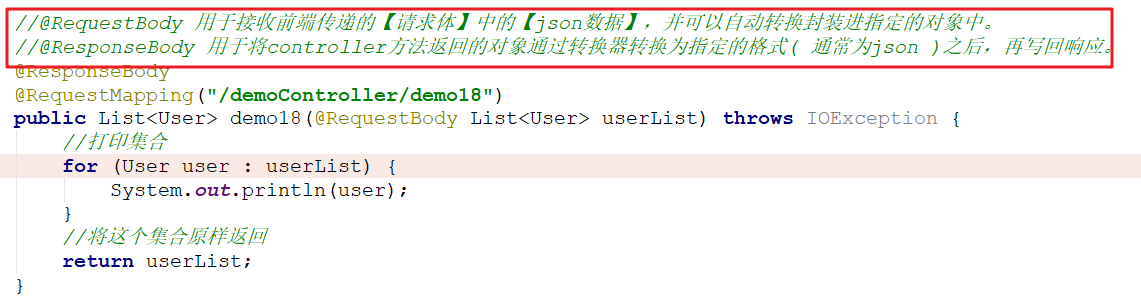 //@RequestBody 用于接收前端传递的【请求体】中的【json数据】，并可以自动转换封装进指定的对象中。
//@ResponseBody 用于将controller方法返回的对象通过转换器转换为指定的格式( 通常为json )之后，再写回响应。
@ResponseBody
@RequestMapping("/demoController/demo18")
public List<User> demo18(@RequestBody List<User> userList) throws IOException {
    //打印集合
    for (User user : userList) {
        System.out.println(user);
    }
    //将这个集合原样返回
    return userList;
}